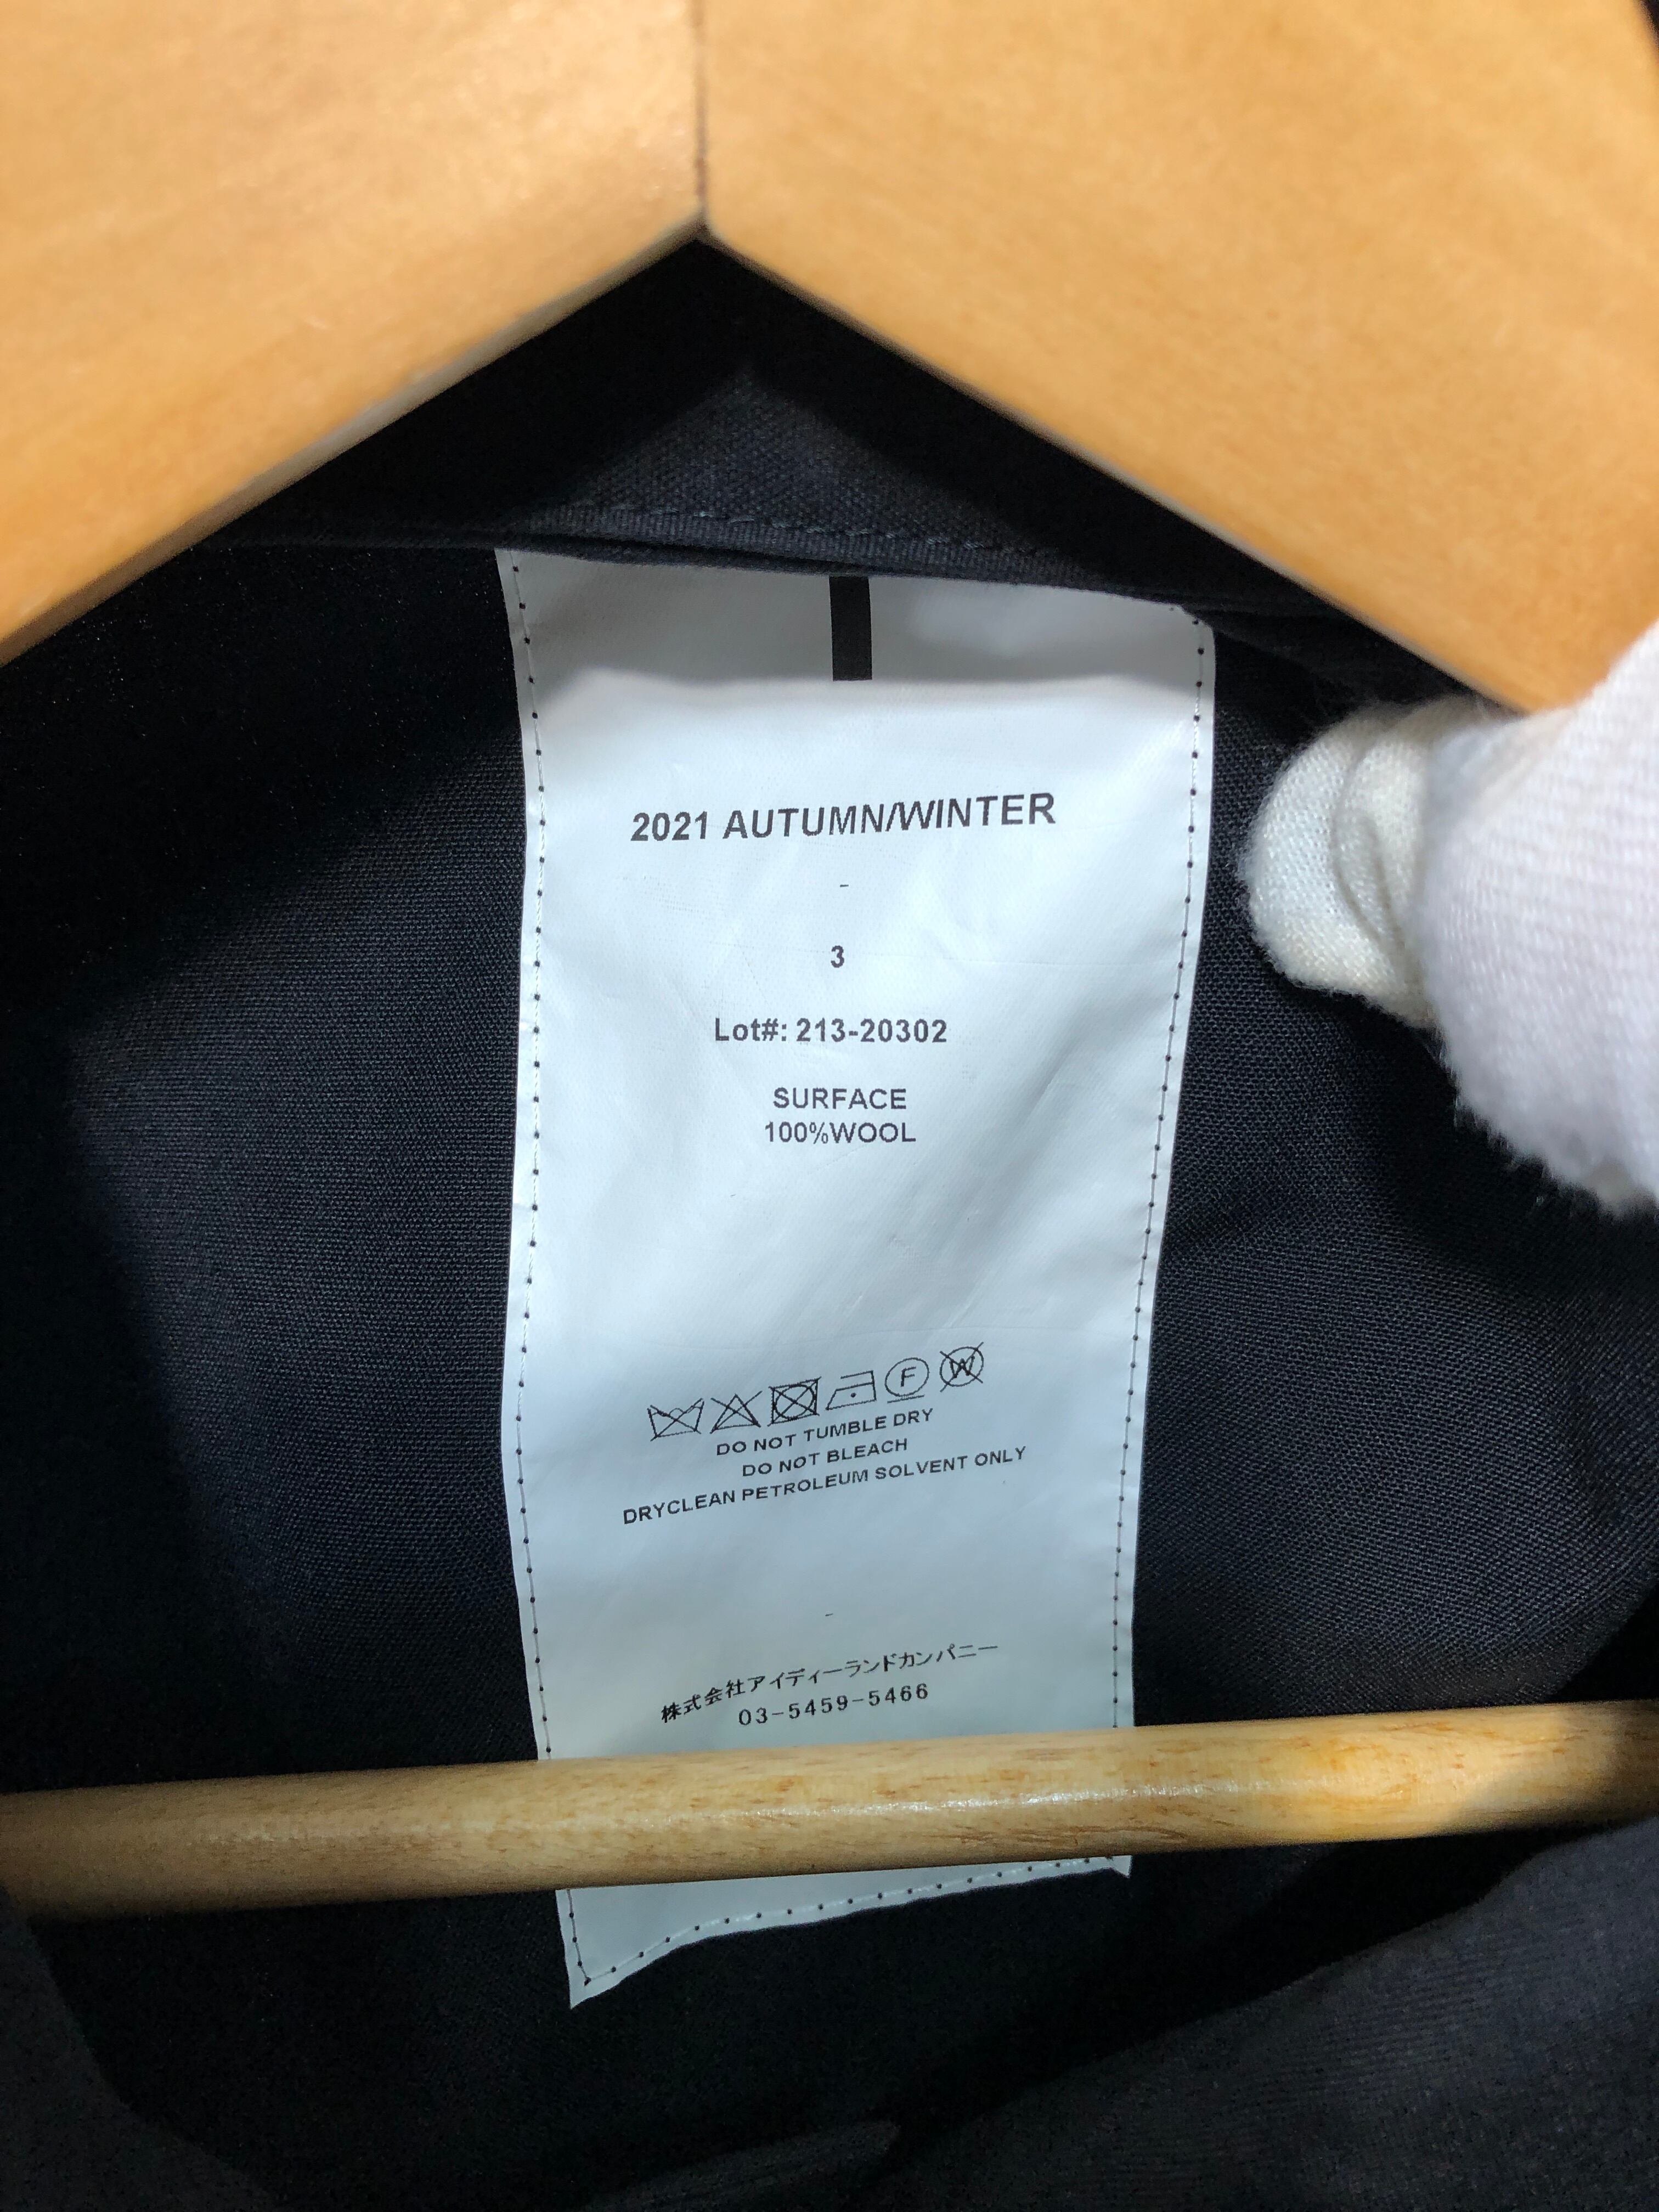 2021 AUTUMN/WINTER
-
3
Lot#: 213-20302
SURFACE
100%WOOL
F W
DO NOT TUMBLE DRY
DO NOT BLEACH
DRYCLEAN PETROLEUM SOLVENT ONLY
-
株式会社アイディーランドカンパニー
03-5459-5466